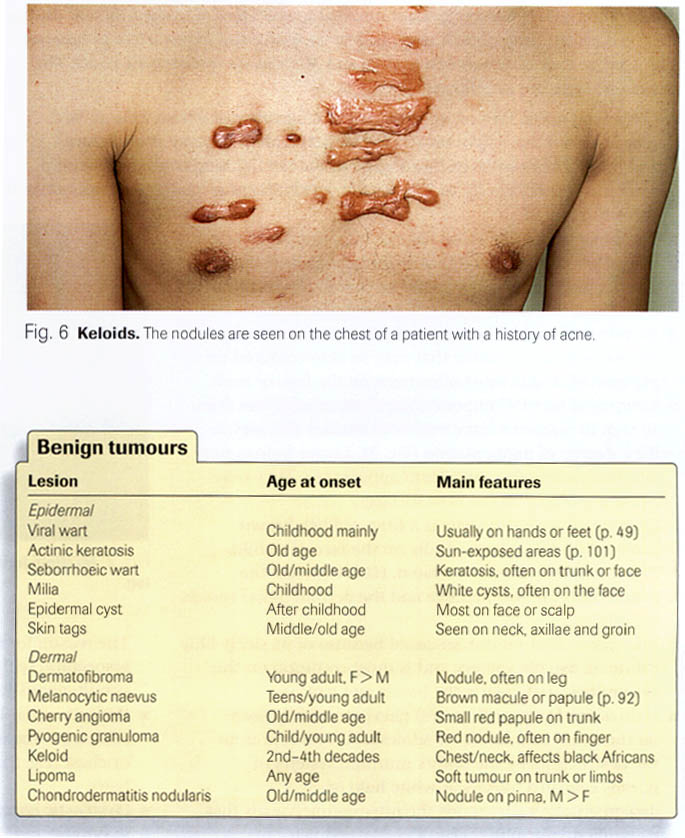 Fig. 6 Keloids. The nodules are seen on the chest of a patient with a history of acne.
Benign tumours
Lesion Age at onset Main features
Epidermal
Viral wart Childhood mainly Usually on hands or feet (p. 49)
Actinic keratosis Old age Sun-exposed areas (p. 101)
Seborrhoeic wart Old/middle age Keratosis, often on trunk or face
Milia Childhood White cysts, often on the face
Epidermal cyst After childhood Most on face or scalp
Skin tags Middle/old age Seen on neck, axillae and groin
Dermal
Dermatofibroma Young adult, F > M Nodule, often on leg
Melanocytic naevus Teens/young adult Brown macule or papule (p. 92)
Cherry angioma Old/middle age Small red papule on trunk
Pyogenic granuloma Child/young adult Red nodule, often on finger
Keloid 2nd–4th decades Chest/neck, affects black Africans
Lipoma Any age Soft tumour on trunk or limbs
Chondrodermatitis nodularis Old/middle age Nodule on pinna, M > F